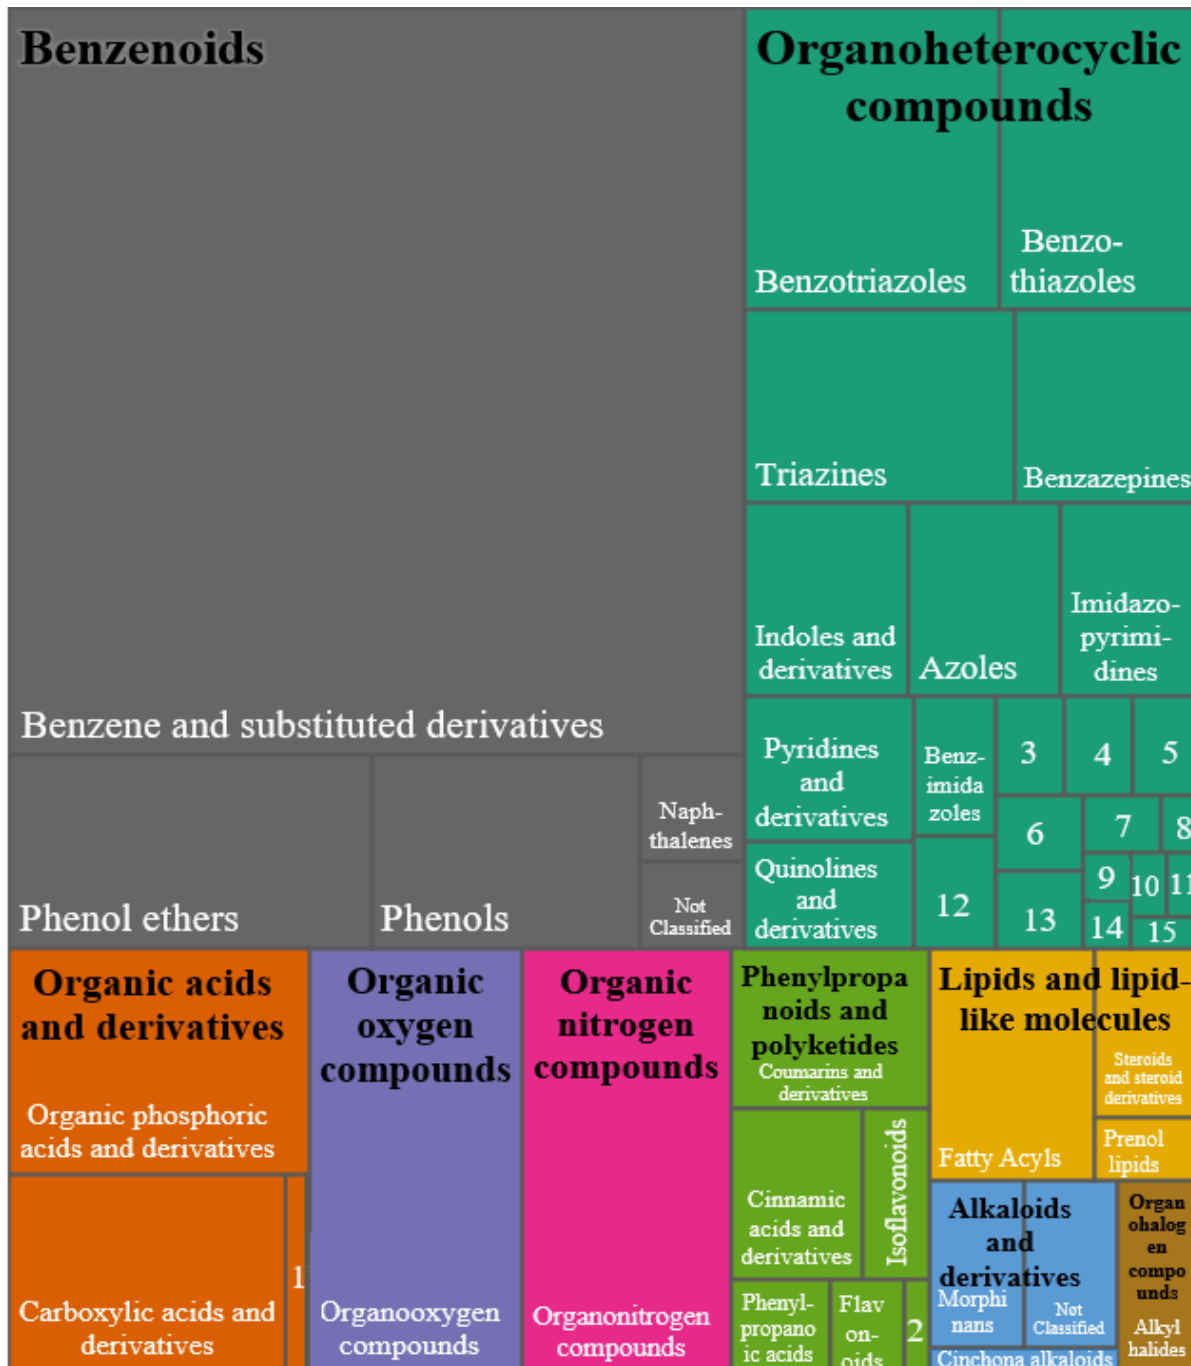 Benzenoids
Benzene and substituted derivatives
Phenol ethers
Phenols
Naph-
thalenes
Not
Classified
Organoheterocyclic
compounds
Benzotriazoles
Benzo-
thiazoles
Triazines
Benzazepines
Indoles and
derivatives
Azoles
Imidazo-
pyrimi-
dines
Pyridines
and
derivatives
Benz-
imida
zoles
3
4
5
6
7
8
Quinolines
and
derivatives
12
13
9
10
11
14
15
Organic acids
and derivatives
Organic phosphoric
acids and derivatives
Carboxylic acids and
derivatives
1
Organic
oxygen
compounds
Organooxygen
compounds
Organic
nitrogen
compounds
Organonitrogen
compounds
Phenylpropa
noids and
polyketides
Coumarins and
derivatives
Cinnamic
acids and
derivatives
Isoflavonoids
Phenyl-
propano
ic acids
Flav
on-
oids
2
Lipids and lipid-
like molecules
Fatty Acyls
Steroids
and steroid
derivatives
Prenol
lipids
Alkaloids
and
derivatives
Morphi
nans
Not
Classified
Cinchona alkaloids
Organ
ohalog
en
compo
unds
Alkyl
halides